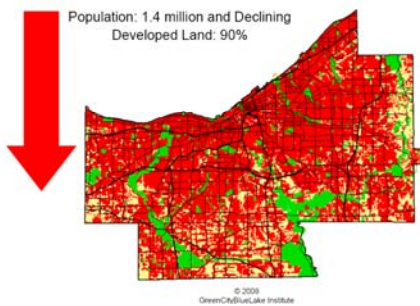 Population: 1.4 million and Declining
Developed Land: 90%
© 2008
GreenCityBlueLake Institute